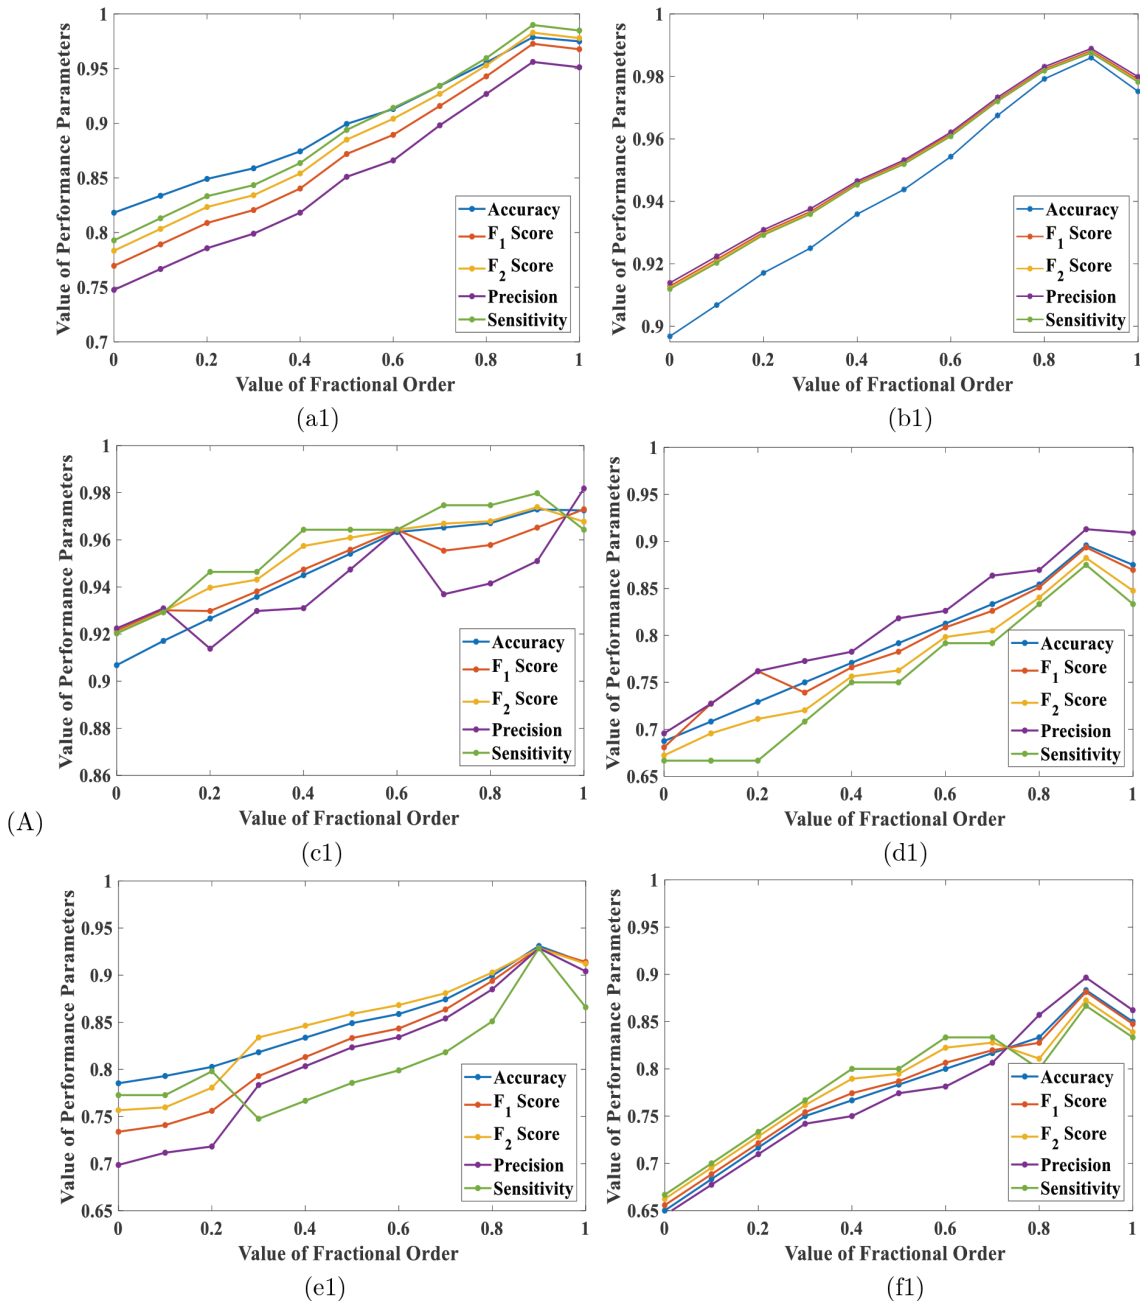 1
0.95
0.9
0.85
0.8
0.75
0.7
0
0.2
0.4
0.6
0.8
1
Value of Performance Parameters
Value of Fractional Order
Accuracy
F1 Score
F2 Score
Precision
Sensitivity
(a1)
1
0.98
0.96
0.94
0.92
0.9
0
0.2
0.4
0.6
0.8
1
Value of Performance Parameters
Value of Fractional Order
Accuracy
F1 Score
F2 Score
Precision
Sensitivity
(b1)
(A)
1
0.98
0.96
0.94
0.92
0.9
0.88
0.86
0
0.2
0.4
0.6
0.8
1
Value of Performance Parameters
Value of Fractional Order
Accuracy
F1 Score
F2 Score
Precision
Sensitivity
(c1)
1
0.95
0.9
0.85
0.8
0.75
0.7
0.65
0
0.2
0.4
0.6
0.8
1
Value of Performance Parameters
Value of Fractional Order
Accuracy
F1 Score
F2 Score
Precision
Sensitivity
(d1)
1
0.95
0.9
0.85
0.8
0.75
0.7
0.65
0
0.2
0.4
0.6
0.8
1
Value of Performance Parameters
Value of Fractional Order
Accuracy
F1 Score
F2 Score
Precision
Sensitivity
(e1)
1
0.95
0.9
0.85
0.8
0.75
0.7
0.65
0
0.2
0.4
0.6
0.8
1
Value of Performance Parameters
Value of Fractional Order
Accuracy
F1 Score
F2 Score
Precision
Sensitivity
(f1)